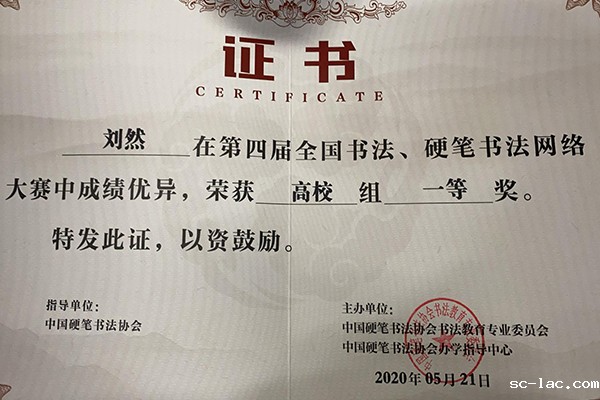 证书
CERTIFICATE
刘然 在第四届全国书法、硬笔书法网络
大赛中成绩优异，荣获 高校 组 一等 奖。
特发此证，以资鼓励。
指导单位：
中国硬笔书法协会
主办单位：
中国硬笔书法协会书法教育专业委员会
中国硬笔书法协会办学指导中心
2020年05月21日
sc-lac.com